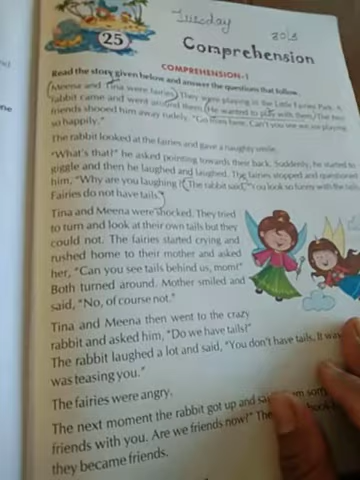 Tuesday
25
Comprehension
COMPREHENSION-1
Read the story given below and answer the questions that follow.
Meena and Tina were fairies. They were playing in the Little Fairies Park. A
rabbit came and went around them. He wanted to play with them. The two
friends shooed him away rudely. "Go from here. Can't you see we are playing
so happily."
The rabbit looked at the fairies and gave a naughty smile.
"What's that?" he asked pointing towards their back. Suddenly, he started to
giggle and then he laughed and laughed. The fairies stopped and questioned
him, "Why are you laughing?" The rabbit said, "You look so funny with the tails.
Fairies do not have tails."
Tina and Meena were shocked. They tried
to turn and look at their own tails but they
could not. The fairies started crying and
rushed home to their mother and asked
her, "Can you see tails behind us, mom?"
Both turned around. Mother smiled and
said, "No, of course not."
Tina and Meena then went to the crazy
rabbit and asked him, "Do we have tails?"
The rabbit laughed a lot and said, "You don't have tails. It was
was teasing you."
The fairies were angry.
The next moment the rabbit got up and
friends with you. Are we friends now?"
they became friends.